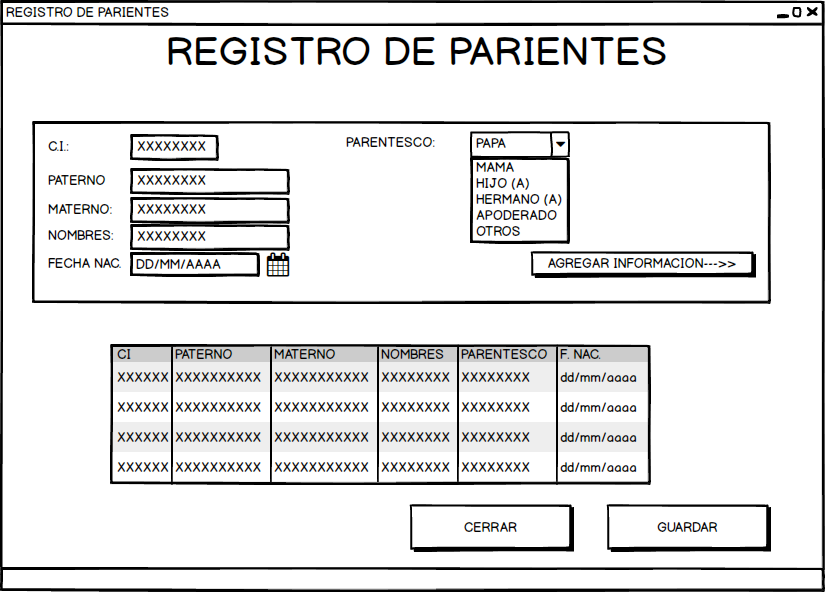 REGISTRO DE PARIENTES
REGISTRO DE PARIENTES
C.I.: XXXXXXXX PARENTESCO: PAPA
MAMA
PATERNO XXXXXXXX HIJO (A)
HERMANO (A)
MATERNO: XXXXXXXX APODERADO
NOMBRES: XXXXXXXX OTROS
FECHA NAC. DD/MM/AAAA AGREGAR INFORMACION--->>
CI PATERNO MATERNO NOMBRES PARENTESCO F. NAC.
XXXXXX XXXXXXXXXX XXXXXXXXXXX XXXXXXXX XXXXXXXX dd/mm/aaaa
XXXXXX XXXXXXXXXX XXXXXXXXXXX XXXXXXXX XXXXXXXX dd/mm/aaaa
XXXXXX XXXXXXXXXX XXXXXXXXXXX XXXXXXXX XXXXXXXX dd/mm/aaaa
XXXXXX XXXXXXXXXX XXXXXXXXXXX XXXXXXXX XXXXXXXX dd/mm/aaaa
CERRAR GUARDAR